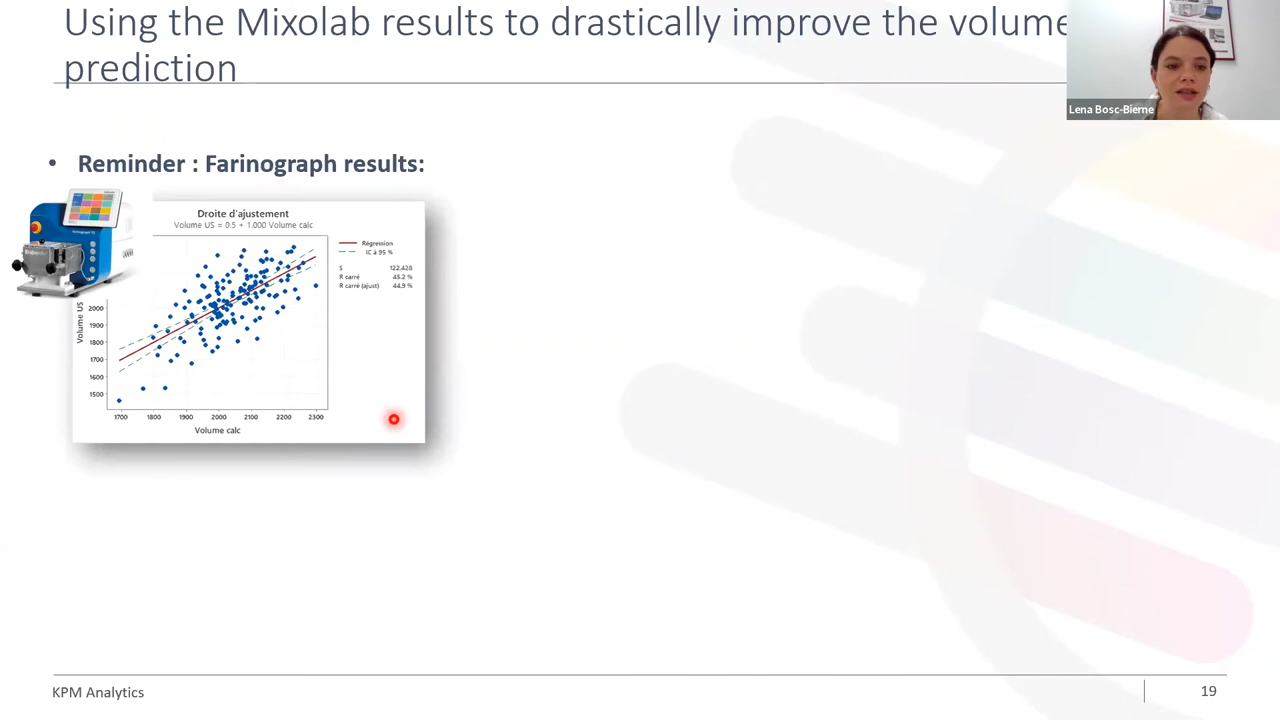 Using the Mixolab results to drastically improve the volume
prediction
Lena Bosc-Bierne
• Reminder : Farinograph results:
Droite d'ajustement
Volume US = 0.5 + 1.000 Volume calc
Régression
IC à 95 %
S 122.428
R carré 45.2 %
R carré (ajust) 44.9 %
Volume US
2000
1900
1800
1700
1600
1500
1700 1800 1900 2000 2100 2200 2300
Volume calc
KPM Analytics
19